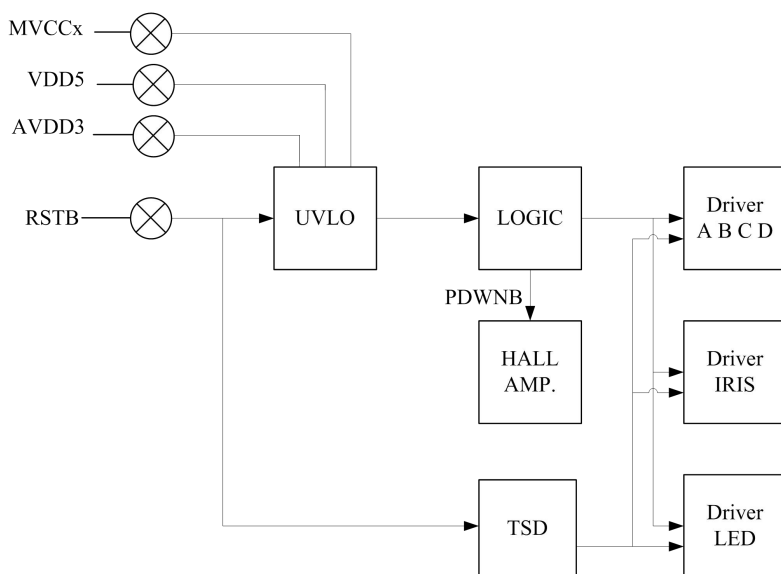 MVCCx
VDD5
AVDD3
RSTB
UVLO
LOGIC
Driver
A B C D
PDWNB
HALL
AMP.
Driver
IRIS
TSD
Driver
LED